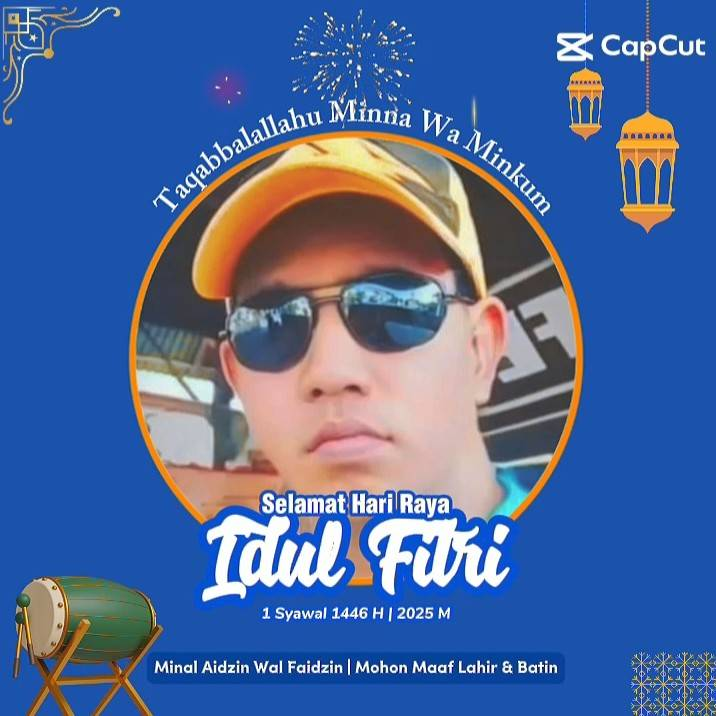 CapCut
Taqabbalallahu Minna Wa Minkum
Selamat Hari Raya
Idul Fitri
1 Syawal 1446 H | 2025 M
Minal Aidzin Wal Faidzin | Mohon Maaf Lahir & Batin